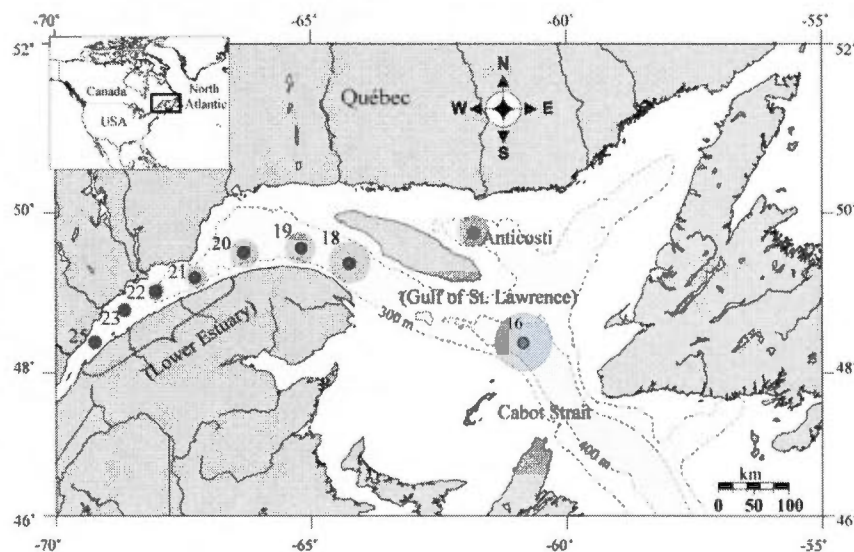 -70° -65° -60° -55°
52° 52°
Canada
North
Atlantic
USA
Québec
N
W E
S
50° 50°
20 19 18
Anticosti
21
22
23
25
(Gulf of St. Lawrence)
300 m
16
(Lower Estuary)
48° 48°
Cabot Strait
400 m
km
0 50 100
46° 46°
-70° -65° -60° -55°